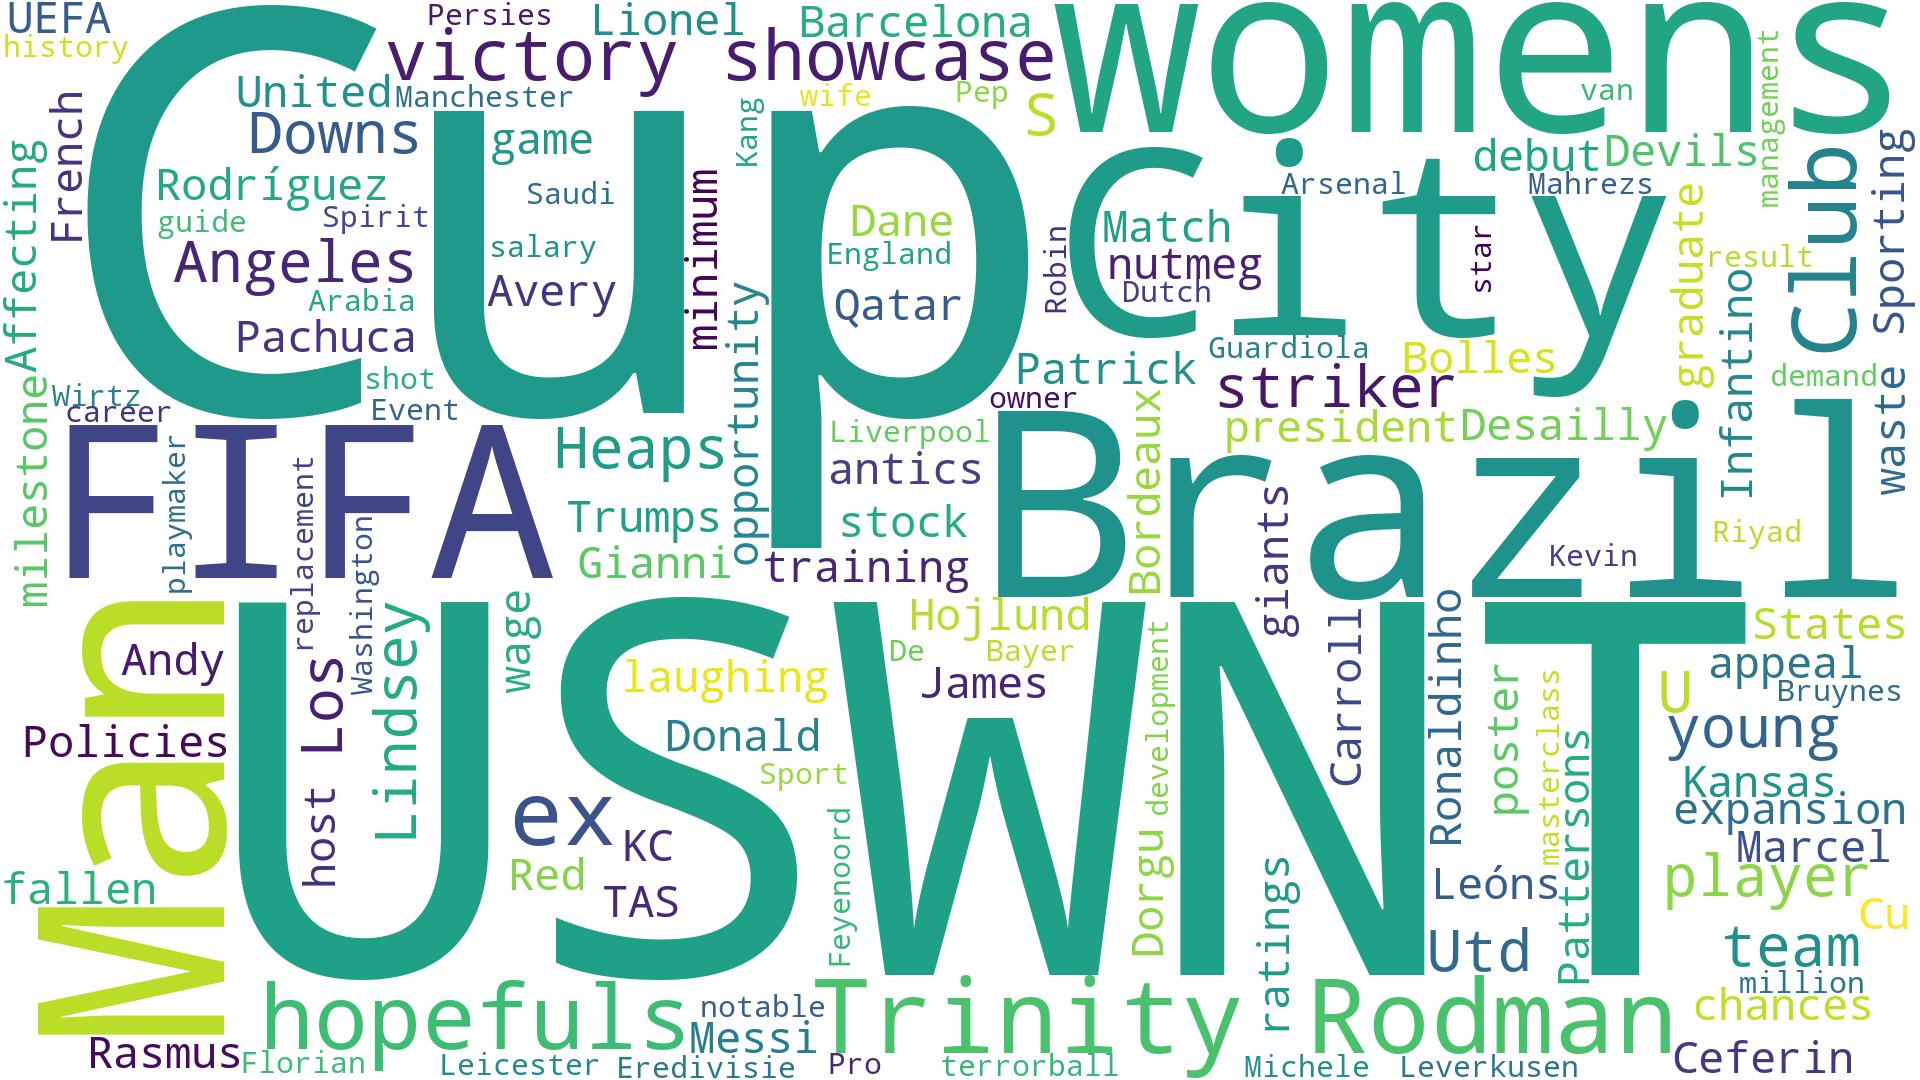 UEFA
Persies
Lionel
Barcelona
womens
history
victory
showcase
Cup
French
United
Manchester
wife
Pep
S
van
management
Downs
game
Kang
City
debut
Devils
Club
Sporting
Affecting
Rodríguez
Saudi
minimum
Arsenal
Mahrezs
guide
Spirit
Dane
Match
star
graduate
Angeles
salary
England
Robin
nutmeg
result
Arabia
Avery
Qatar
Dutch
Infantino
waste
Pachuca
opportunity
Guardiola
Bolles
milestone
Wirtz
shot
Patrick
striker
demand
career
Event
owner
president
Desailly
FIFA
Heaps
Liverpool
Brazil
Bordeaux
playmaker
replacement
antics
Trumps
stock
giants
Riyad
Washington
Gianni
training
Kevin
Man
USWNT
wage
Hojlund
States
Andy
Los
Lindsey
laughing
De
Bayer
development
Carroll
Ronaldinho
poster
masterclass
U
appeal
James
Bruynes
Policies
host
Donald
young
Sport
Pattersons
Kansas
ex
KC
expansion
Red
Feyenoord
Dorgu
ratings
Marcel
fallen
TAS
Leóns
player
Cu
Utd
team
hopefuls
notable
Trinity
Rodman
million
chances
Rasmus
Messi
Florian
Leicester
Eredivisie
Pro
terrorball
Michele
Leverkusen
Ceferin